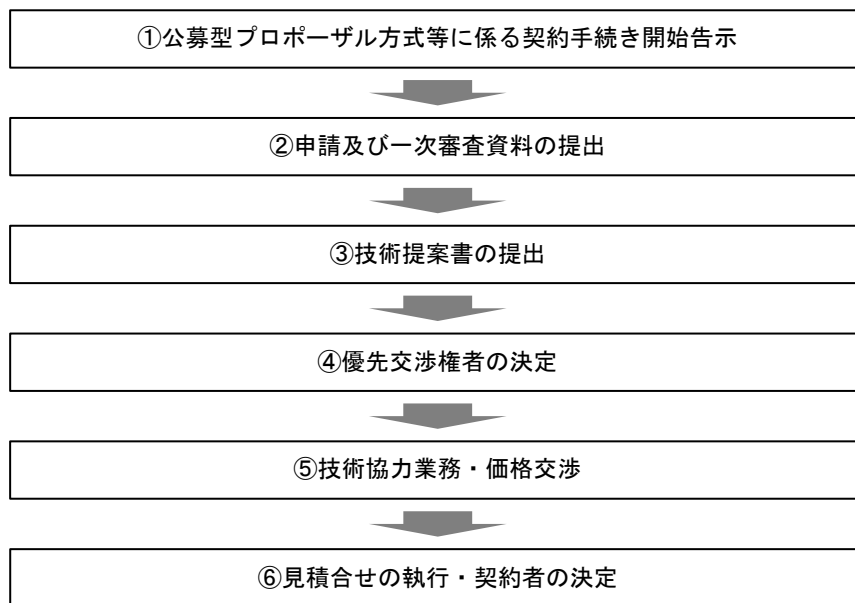 ①公募型プロポーザル方式等に係る契約手続き開始告示
②申請及び一次審査資料の提出
③技術提案書の提出
④優先交渉権者の決定
⑤技術協力業務・価格交渉
⑥見積合せの執行・契約者の決定